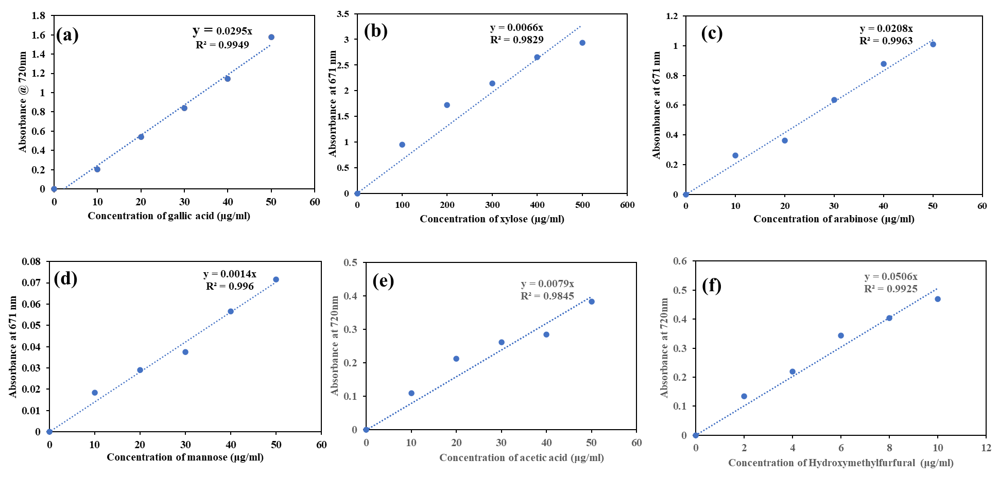 (a)
y = 0.0295x
R² = 0.9949
1.8
1.6
1.4
1.2
1
0.8
0.6
0.4
0.2
0
Absorbance @ 720nm
0 10 20 30 40 50 60
Concentration of gallic acid (µg/ml)
(b)
y = 0.0066x
R² = 0.9829
3.5
3
2.5
2
1.5
1
0.5
0
Absorrbance at 671 nm
0 100 200 300 400 500 600
Concentration of xylose (µg/ml)
(c)
y = 0.0208x
R² = 0.9963
1.2
1
0.8
0.6
0.4
0.2
0
Absornbance at 671 nm
0 10 20 30 40 50 60
Concentration of arabinose (µg/ml)
(d)
y = 0.0014x
R² = 0.996
0.08
0.07
0.06
0.05
0.04
0.03
0.02
0.01
0
Absorbance at 671 nm
0 10 20 30 40 50 60
Concentration of mannose (µg/ml)
(e)
y = 0.0079x
R² = 0.9845
0.5
0.4
0.3
0.2
0.1
0
Absorbance at 720nm
0 10 20 30 40 50 60
Concentration of acetic acid (µg/ml)
(f)
y = 0.0506x
R² = 0.9925
0.6
0.5
0.4
0.3
0.2
0.1
0
Absorbance at 720nm
0 2 4 6 8 10 12
Concentration of Hydroxymethylfurfural (µg/ml)